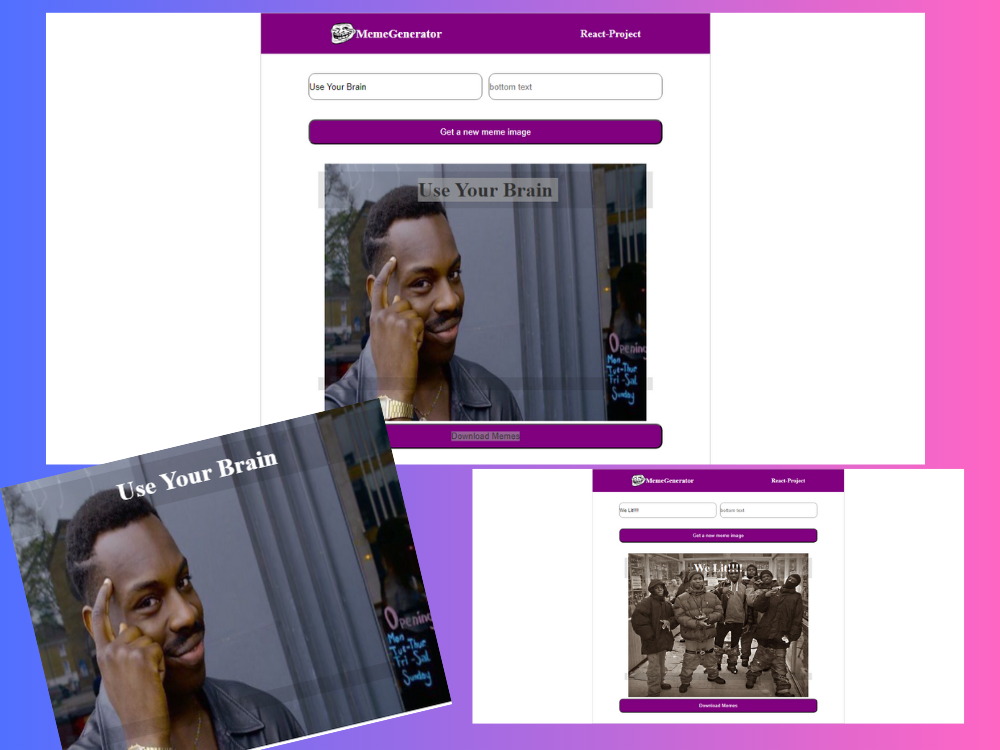 MemeGenerator
React-Project
Use Your Brain
bottom text
Get a new meme image
Use Your Brain
Opening
Mon
Tue-Thur
Fri - Sat
Sunday
Download Memes
Use Your Brain
Opening
Mon
Tue-Thur
Fri - Sat
Sunday
MemeGenerator
React-Project
We Lit!!!!
bottom text
Get a new meme image
We Lit!!!!
Download Memes